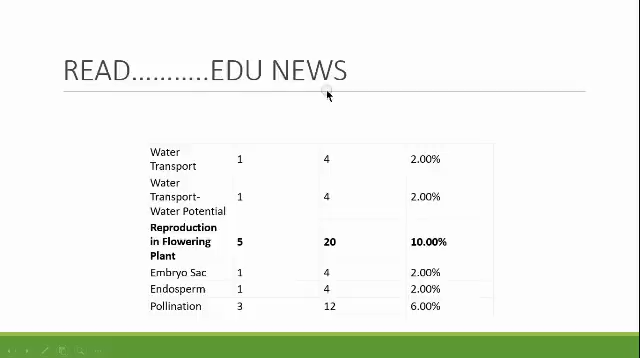 READ...........EDU NEWS
Water
Transport 1 4 2.00%
Water
Transport- 1 4 2.00%
Water Potential
Reproduction
in Flowering 5 20 10.00%
Plant
Embryo Sac 1 4 2.00%
Endosperm 1 4 2.00%
Pollination 3 12 6.00%